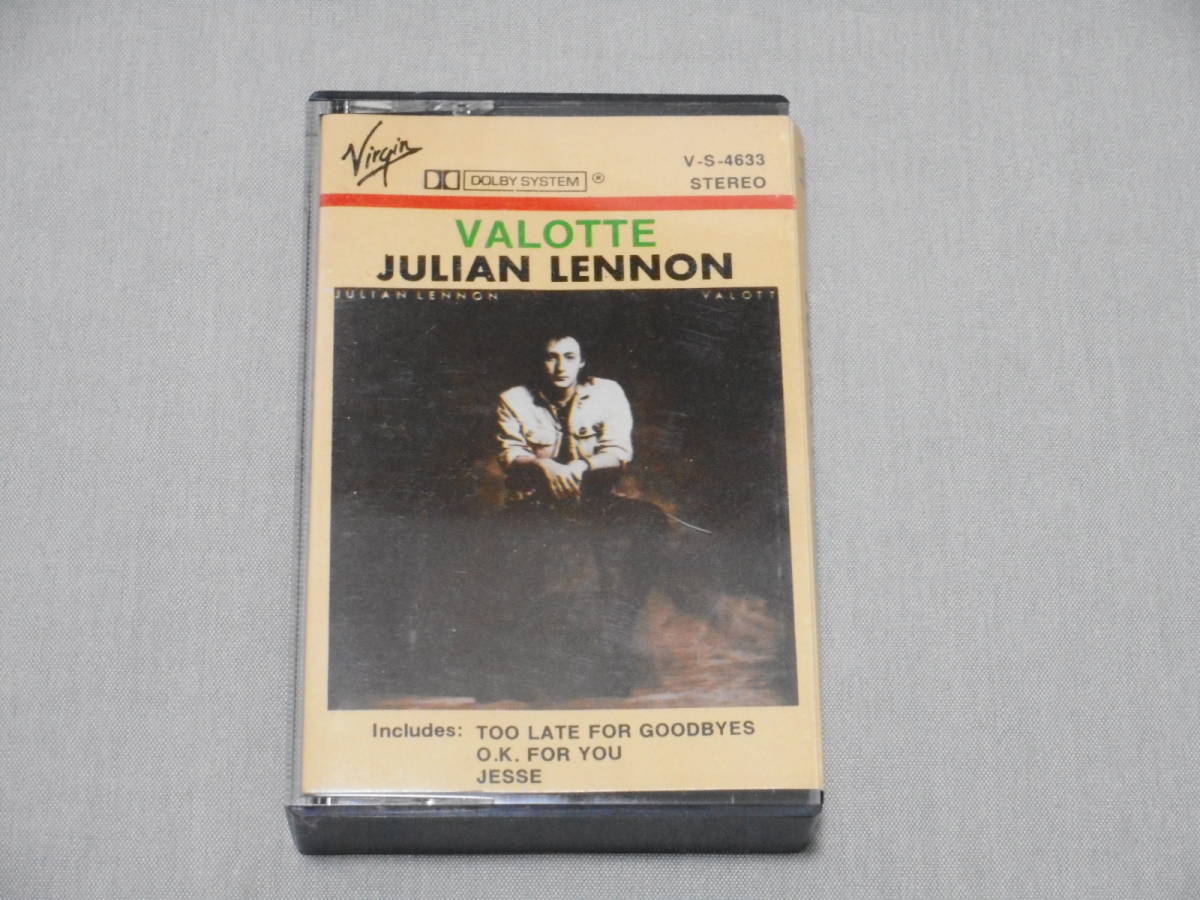 Virgin
DOLBY SYSTEM ®
V-S-4633
STEREO
VALOTTE
JULIAN LENNON
JULIAN LENNON VALOTT
Includes: TOO LATE FOR GOODBYES
O.K. FOR YOU
JESSE